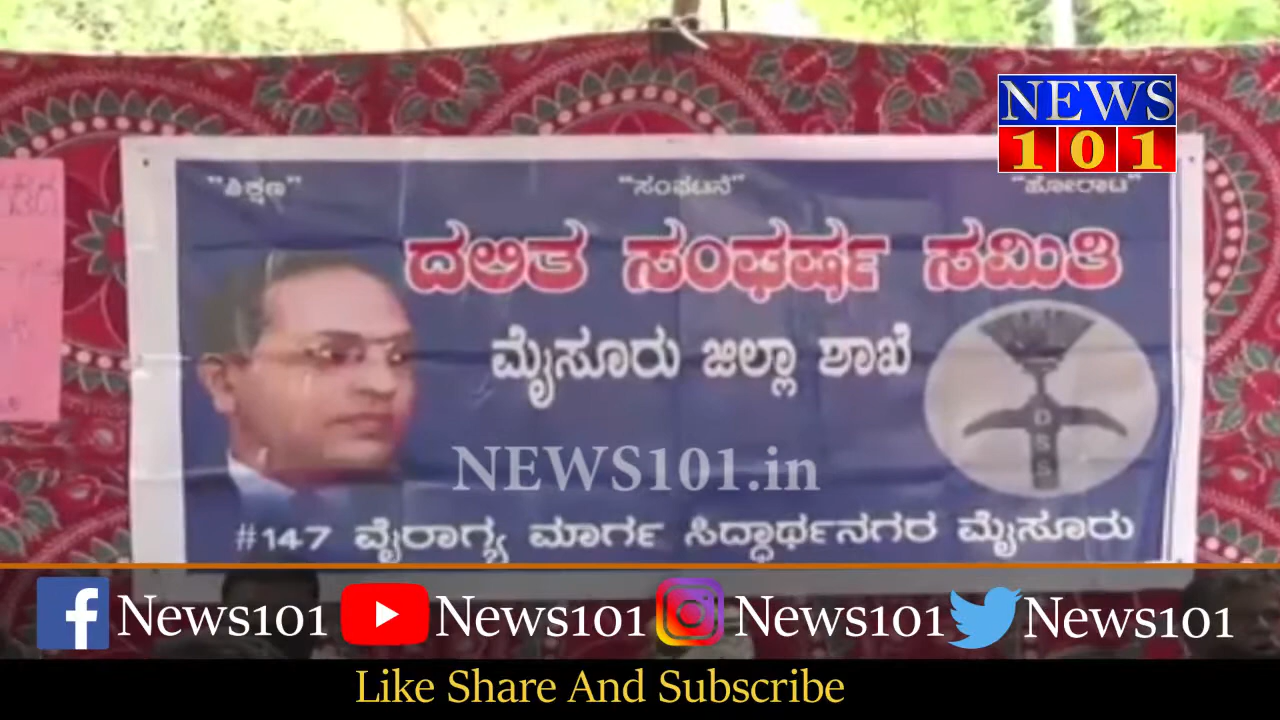 NEWS
101
"ಶಿಕ್ಷಣ" "ಸಂಘಟನೆ" "ಹೋರಾಟ"
ದಲಿತ ಸಂಘರ್ಷ ಸಮಿತಿ
ಮೈಸೂರು ಜಿಲ್ಲಾ ಶಾಖೆ
DSS
NEWS101.in
#147 ವೈರಾಗ್ಯ ಮಾರ್ಗ ಸಿದ್ಧಾರ್ಥನಗರ ಮೈಸೂರು
News101 News101 News101 News101
Like Share And Subscribe